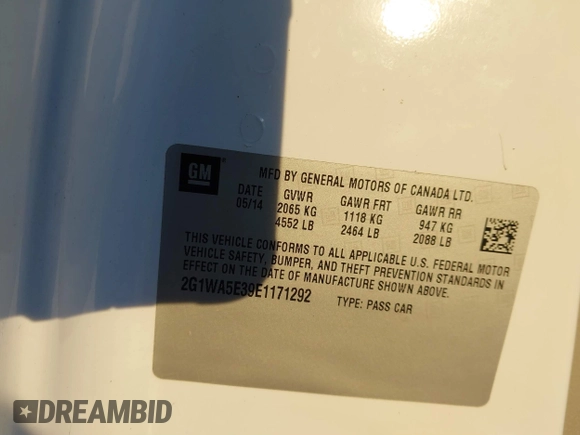 GM
MFD BY GENERAL MOTORS OF CANADA LTD.
DATE GVWR GAWR FRT GAWR RR
05/14 2065 KG 1118 KG 947 KG
4552 LB 2464 LB 2088 LB
THIS VEHICLE CONFORMS TO ALL APPLICABLE U.S. FEDERAL MOTOR
VEHICLE SAFETY, BUMPER, AND THEFT PREVENTION STANDARDS IN
EFFECT ON THE DATE OF MANUFACTURE SHOWN ABOVE.
2G1WA5E39E1171292 TYPE: PASS CAR
DREAMBID